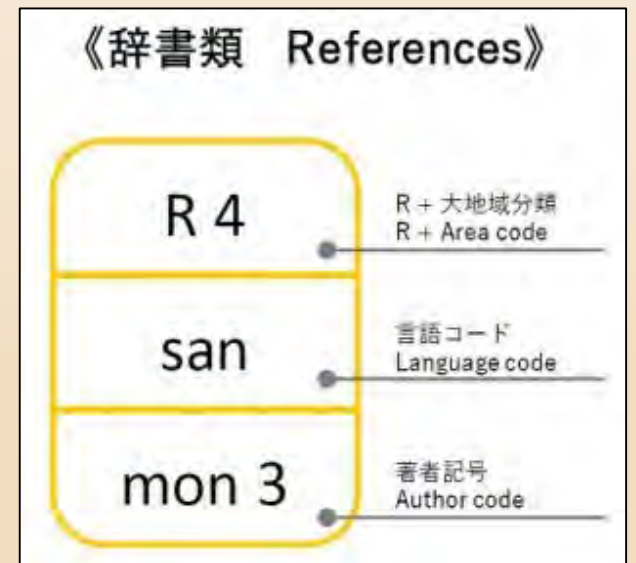 《辞書類　References》
R 4
R + 大地域分類
R + Area code
san
言語コード
Language code
mon 3
著者記号
Author code